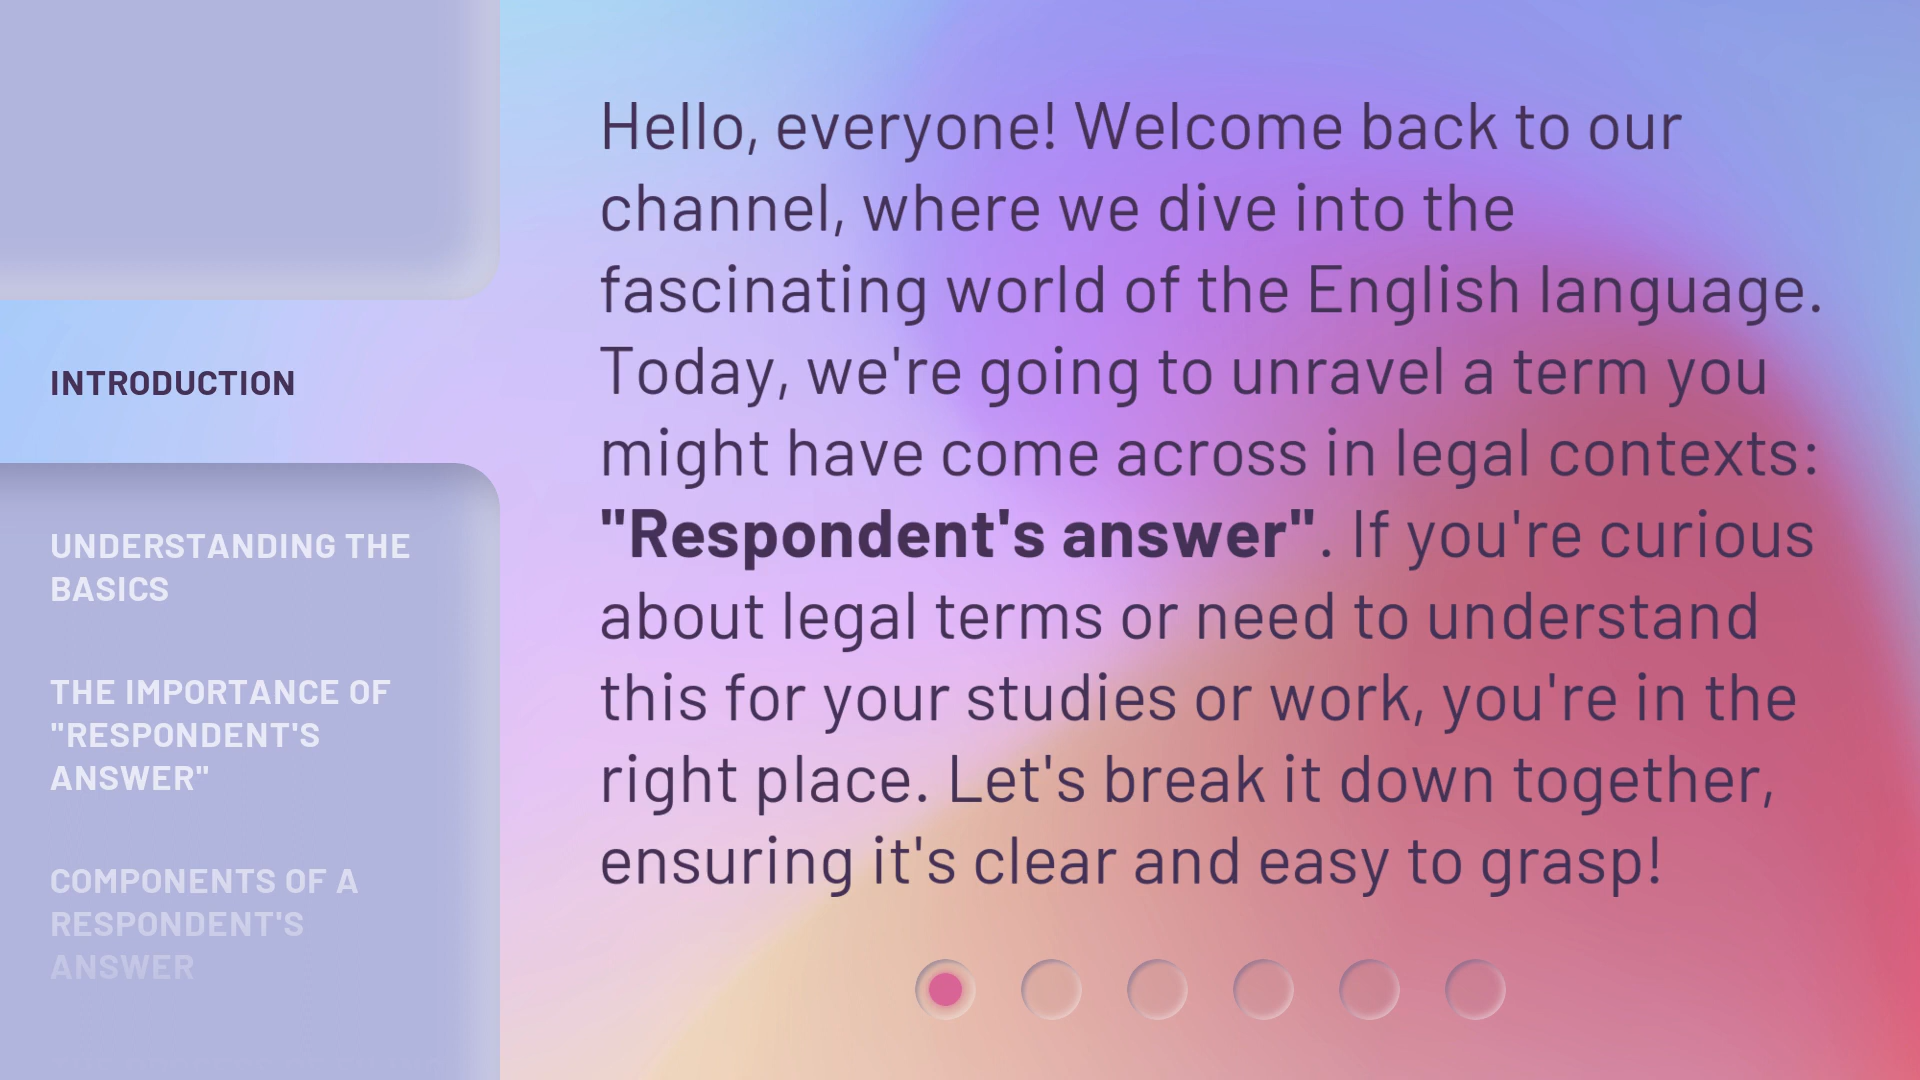 INTRODUCTION
UNDERSTANDING THE
BASICS
THE IMPORTANCE OF
"RESPONDENT'S
ANSWER"
COMPONENTS OF A
RESPONDENT'S
ANSWER
Hello, everyone! Welcome back to our
channel, where we dive into the
fascinating world of the English language.
Today, we're going to unravel a term you
might have come across in legal contexts:
"Respondent's answer". If you're curious
about legal terms or need to understand
this for your studies or work, you're in the
right place. Let's break it down together,
ensuring it's clear and easy to grasp!